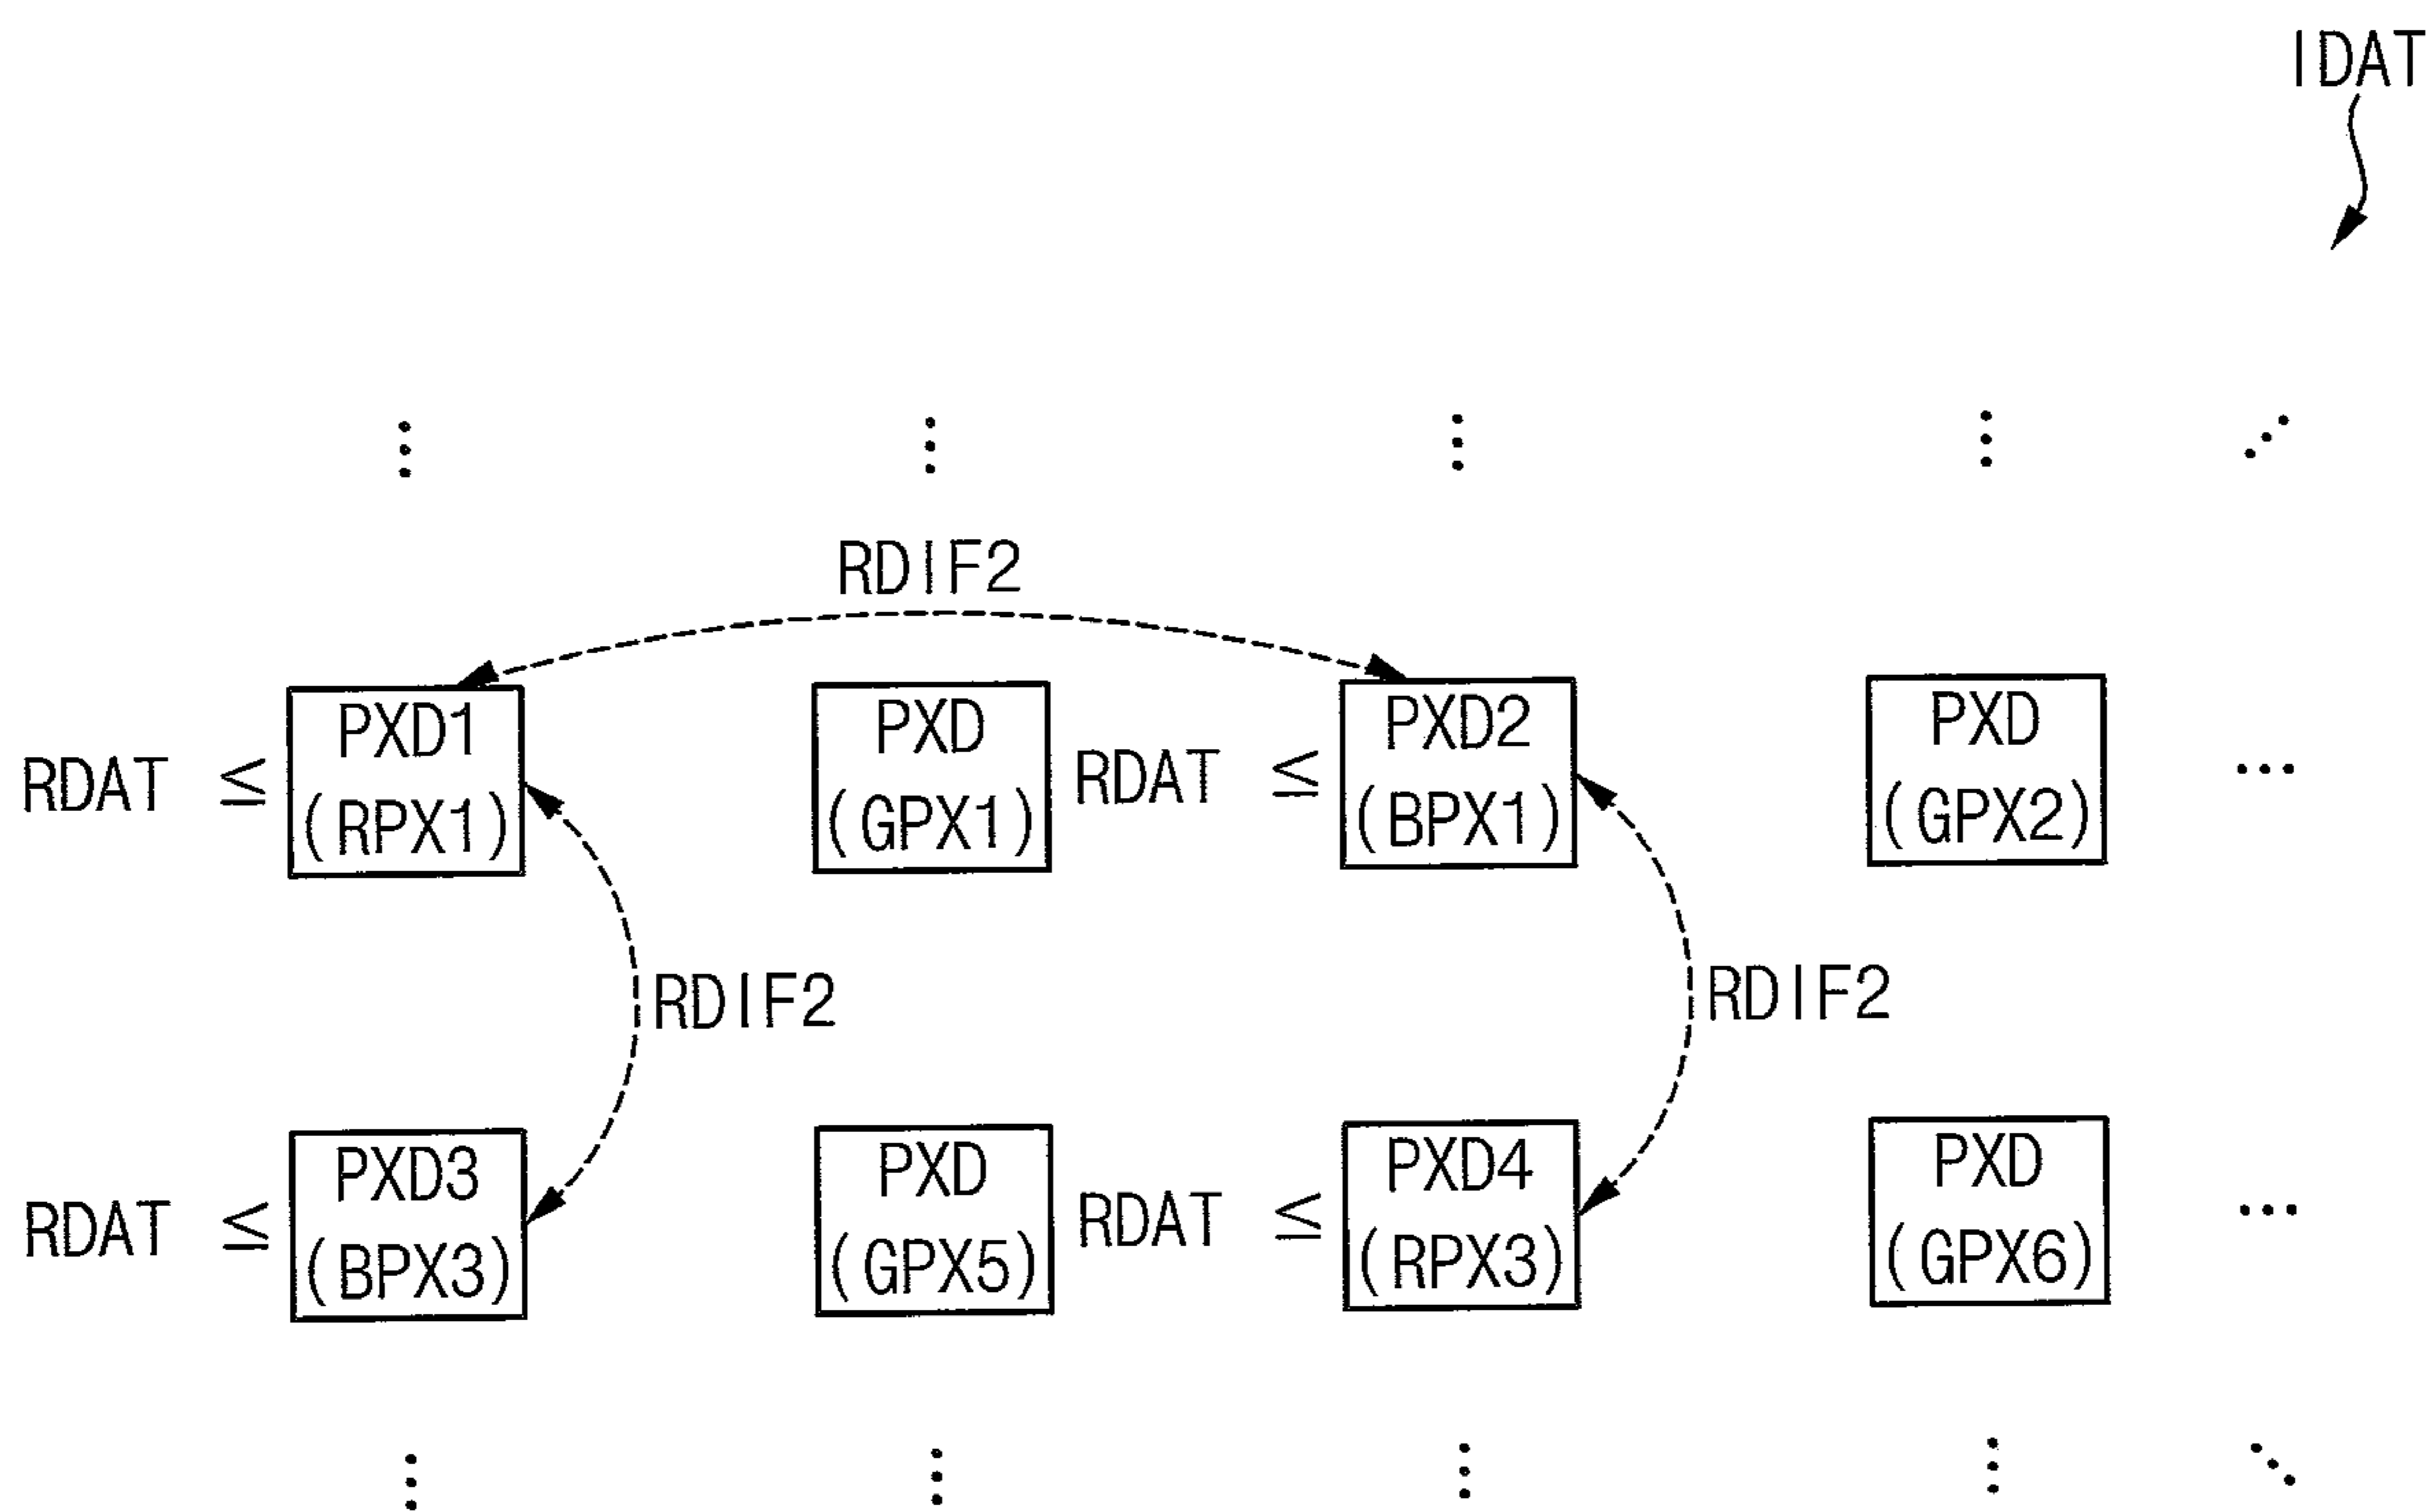 IDAT
RDIF2
RDAT ≤ PXD1 (RPX1)
PXD (GPX1)
RDAT ≤ PXD2 (BPX1)
PXD (GPX2)
RDIF2
RDIF2
RDAT ≤ PXD3 (BPX3)
PXD (GPX5)
RDAT ≤ PXD4 (RPX3)
PXD (GPX6)